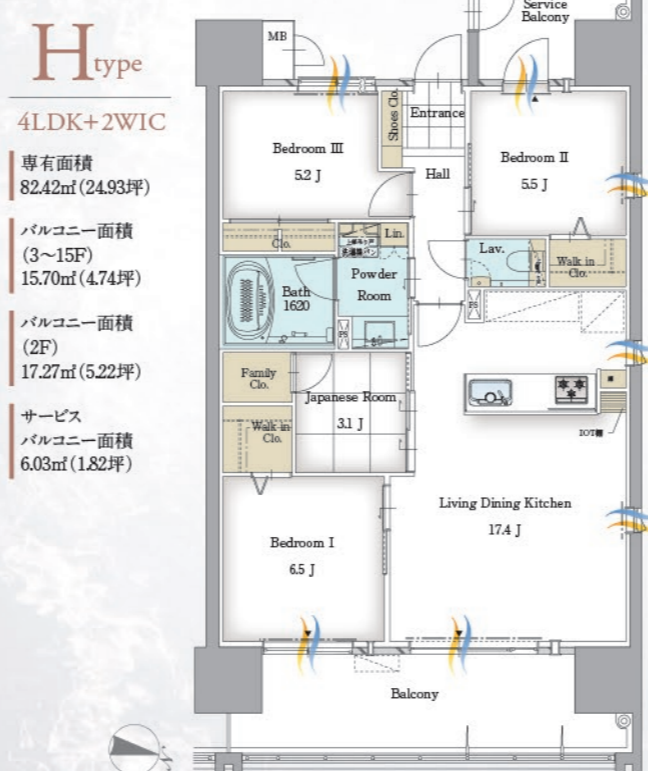 H type
4LDK+2WIC
専有面積
82.42㎡(24.93坪)
バルコニー面積
(3～15F)
15.70㎡(4.74坪)
バルコニー面積
(2F)
17.27㎡(5.22坪)
サービス
バルコニー面積
6.03㎡(1.82坪)
Service
Balcony
MB
Shoes Clo.
Entrance
Bedroom Ⅲ
5.2 J
Hall
Bedroom Ⅱ
5.5 J
Clo.
Lin.
Lav.
Walk in
Clo.
Bath
1620
Powder
Room
PS
PS
Family
Clo.
Japanese Room
3.1 J
Walk-in
Clo.
Living Dining Kitchen
17.4 J
Bedroom Ⅰ
6.5 J
Balcony